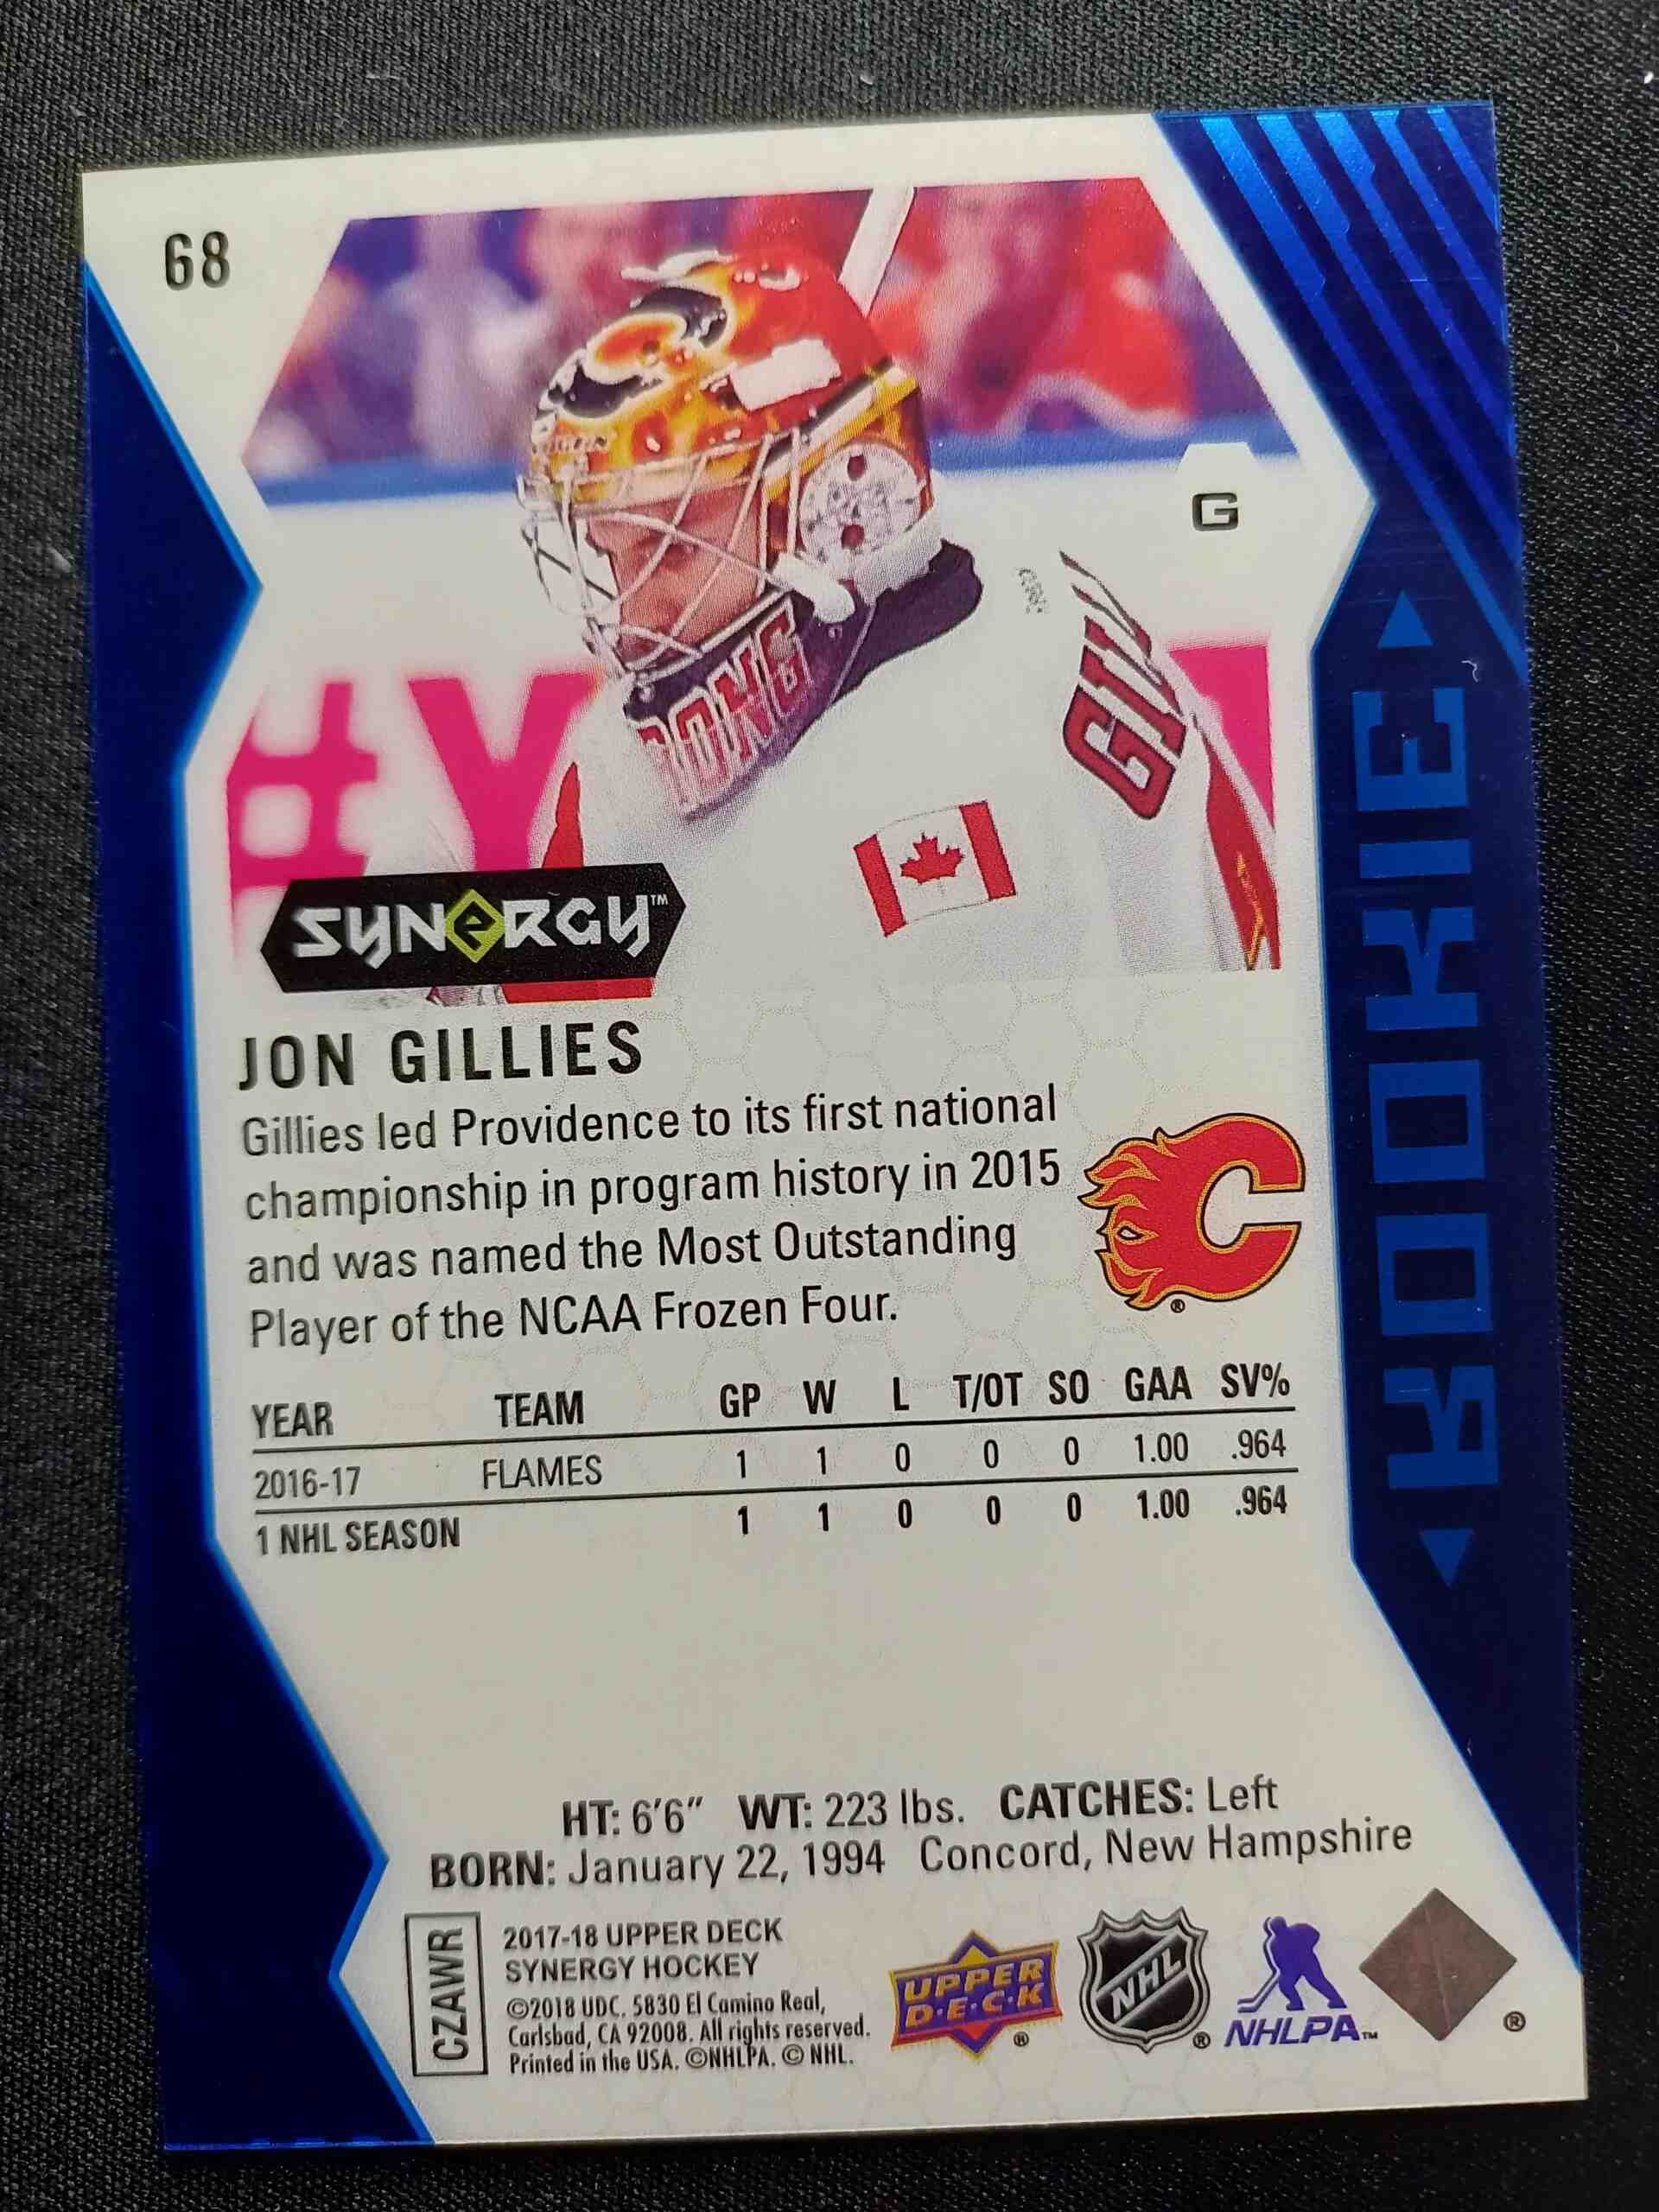 68
G
GILL
#Y
SYNERGY™
JON GILLIES
Gillies led Providence to its first national
championship in program history in 2015
and was named the Most Outstanding
Player of the NCAA Frozen Four.
C
®
YEAR TEAM GP W L T/OT SO GAA SV%
2016-17 FLAMES 1 1 0 0 0 1.00 .964
1 NHL SEASON 1 1 0 0 0 1.00 .964
ROOKIE
HT: 6'6" WT: 223 lbs. CATCHES: Left
BORN: January 22, 1994 Concord, New Hampshire
CZAWR
2017-18 UPPER DECK
SYNERGY HOCKEY
©2018 UDC. 5830 El Camino Real,
Carlsbad, CA 92008. All rights reserved.
Printed in the USA. ©NHLPA. © NHL.
UPPER
D·E·C·K
®
NHL
®
NHLPA™
®